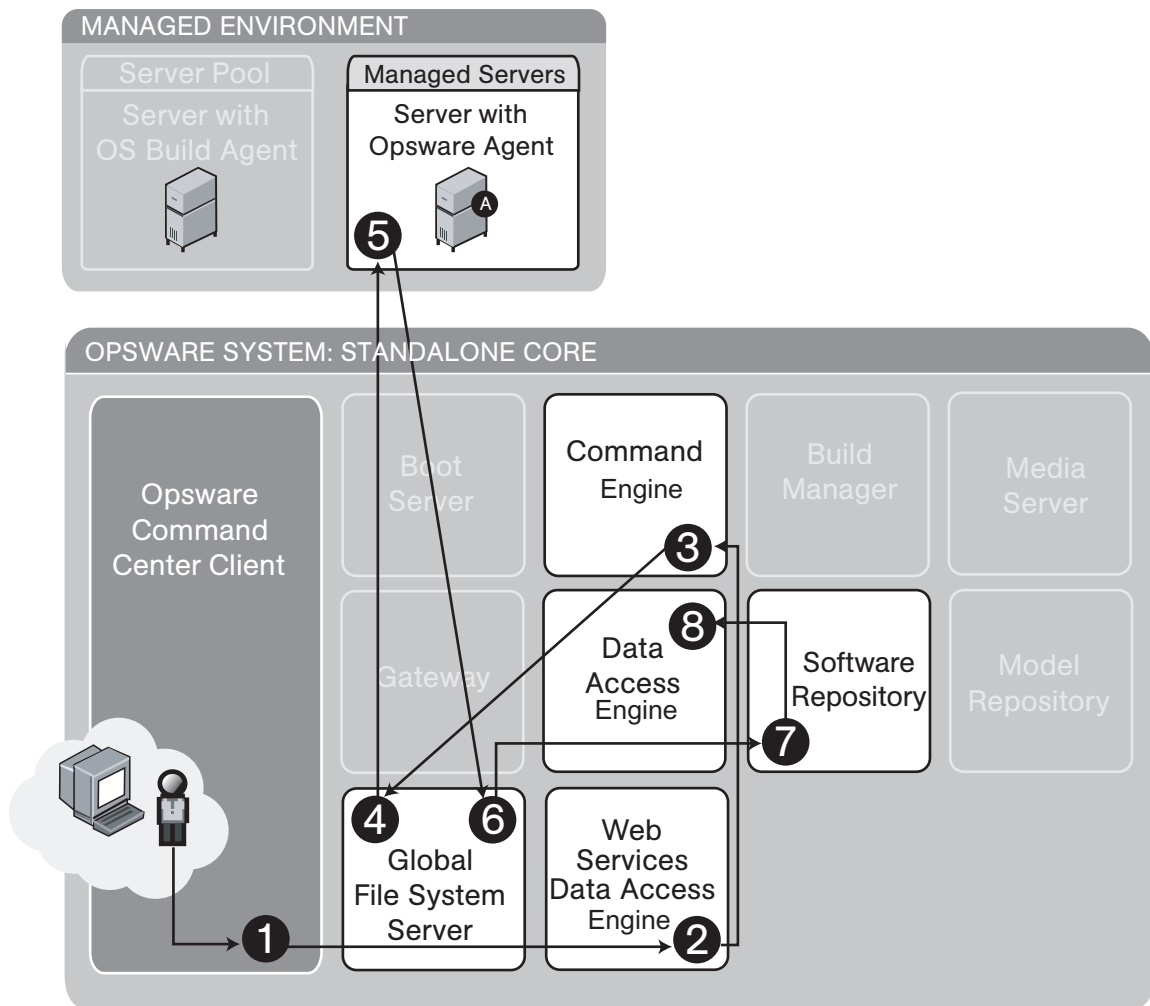 MANAGED ENVIRONMENT
Server Pool
Server with
OS Build Agent
Managed Servers
Server with
Opsware Agent
A
5
OPSWARE SYSTEM: STANDALONE CORE
Opsware
Command
Center Client
Boot
Server
Command
Engine
3
Build
Manager
Media
Server
Gateway
8
Data
Access
Engine
Software
Repository
7
Model
Repository
4
6
Global
File System
Server
Web
Services
Data Access
Engine
1
2